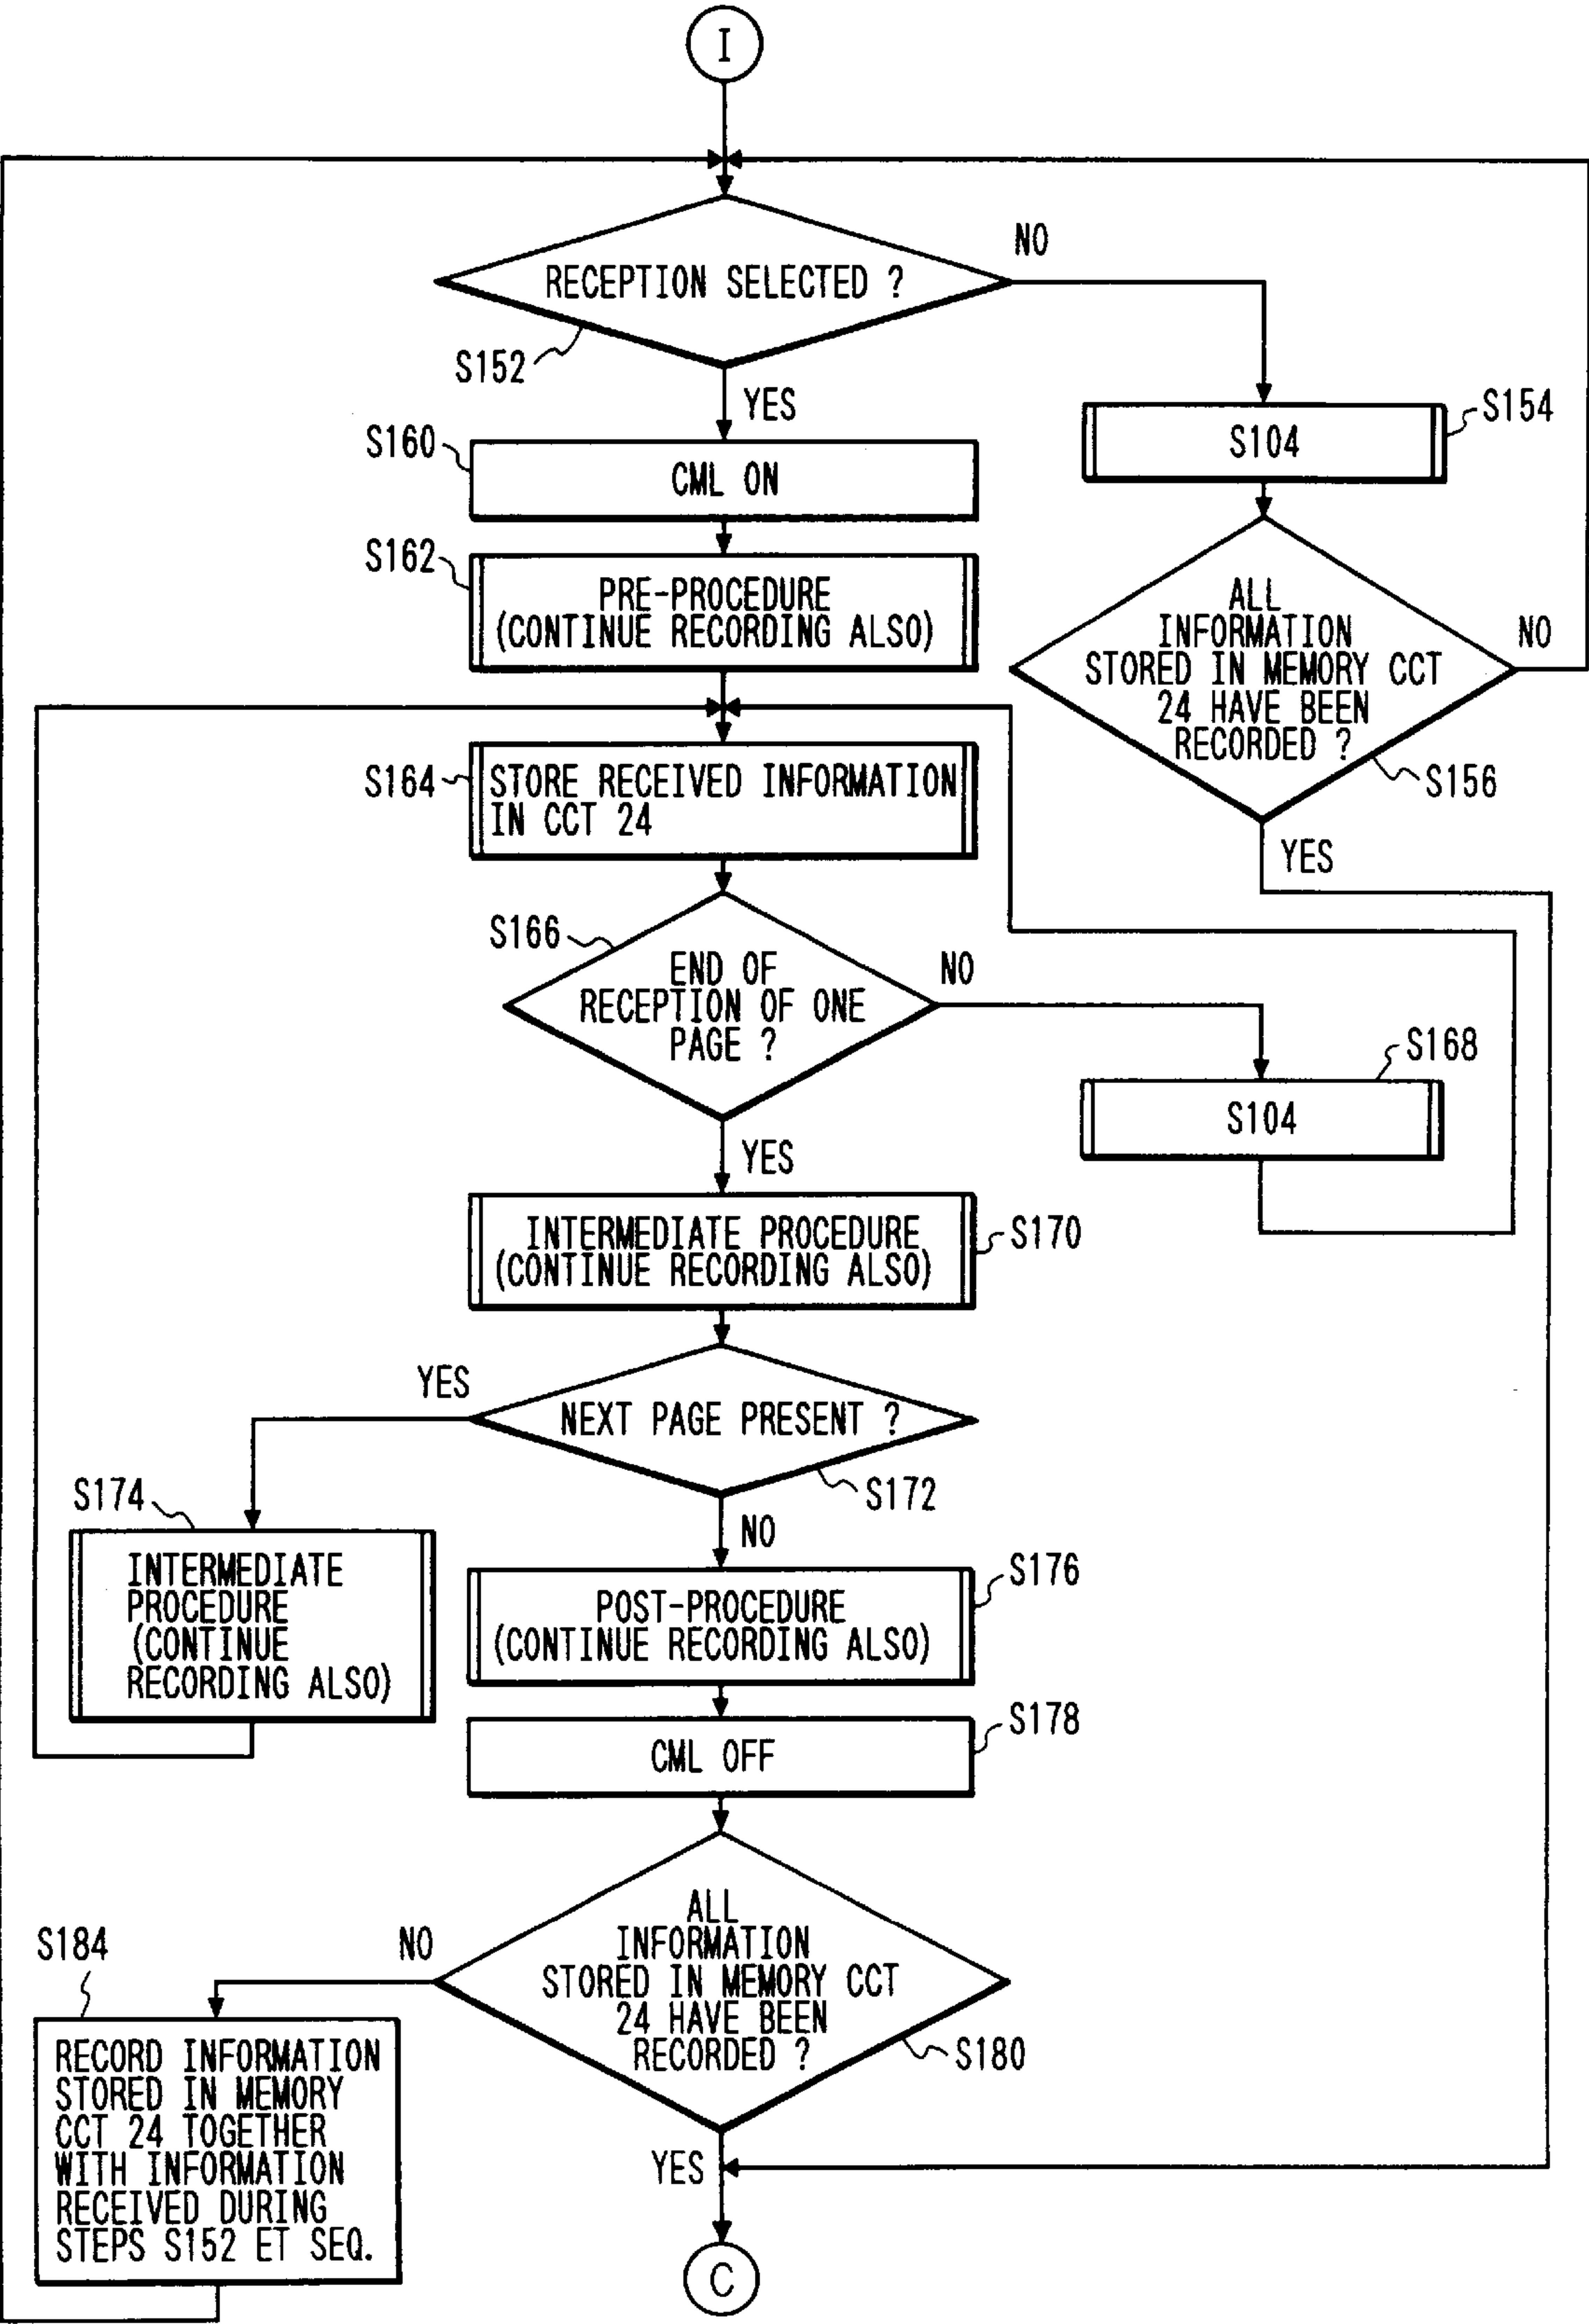 I
RECEPTION SELECTED ?
NO
S152
YES
S160
CML ON
S154
S104
S162
PRE-PROCEDURE
(CONTINUE RECORDING ALSO)
ALL
INFORMATION
STORED IN MEMORY CCT
24 HAVE BEEN
RECORDED ?
NO
S156
YES
S164
STORE RECEIVED INFORMATION
IN CCT 24
S166
END OF
RECEPTION OF ONE
PAGE ?
NO
S168
S104
YES
INTERMEDIATE PROCEDURE
(CONTINUE RECORDING ALSO)
S170
YES
NEXT PAGE PRESENT ?
S172
S174
NO
INTERMEDIATE
PROCEDURE
(CONTINUE
RECORDING ALSO)
S176
POST-PROCEDURE
(CONTINUE RECORDING ALSO)
S178
CML OFF
S184
NO
ALL
INFORMATION
STORED IN MEMORY CCT
24 HAVE BEEN
RECORDED ?
S180
RECORD INFORMATION
STORED IN MEMORY
CCT 24 TOGETHER
WITH INFORMATION
RECEIVED DURING
STEPS S152 ET SEQ.
YES
C